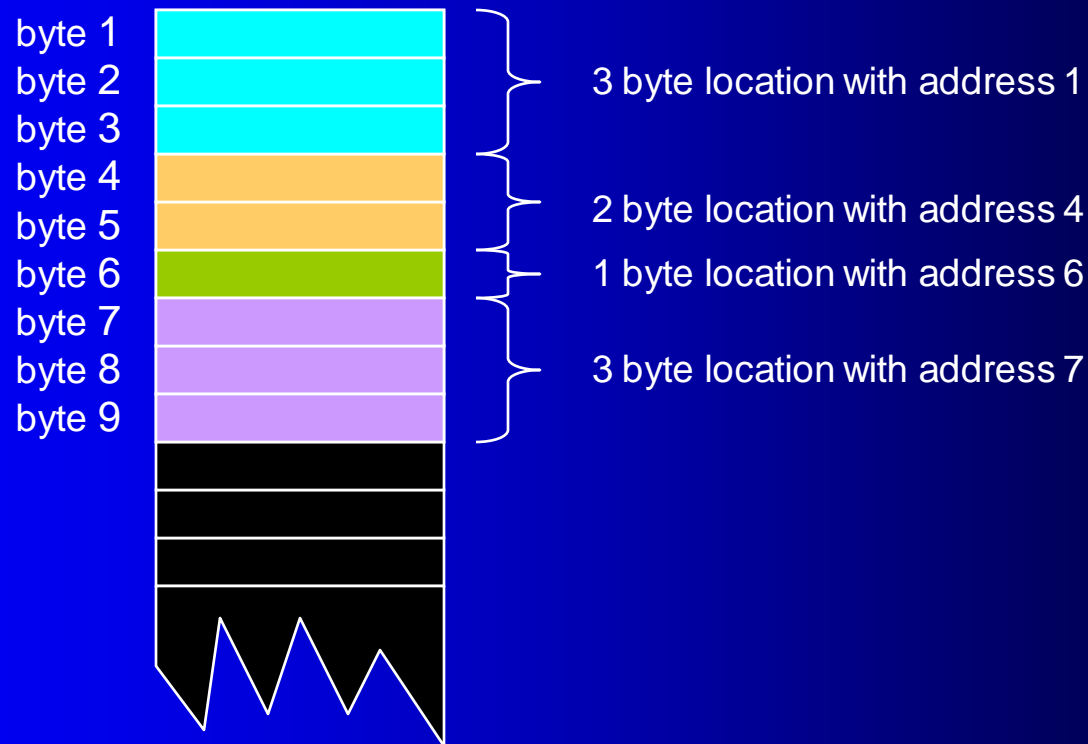 byte 1
byte 2
byte 3
byte 4
byte 5
byte 6
byte 7
byte 8
byte 9
3 byte location with address 1
2 byte location with address 4
1 byte location with address 6
3 byte location with address 7